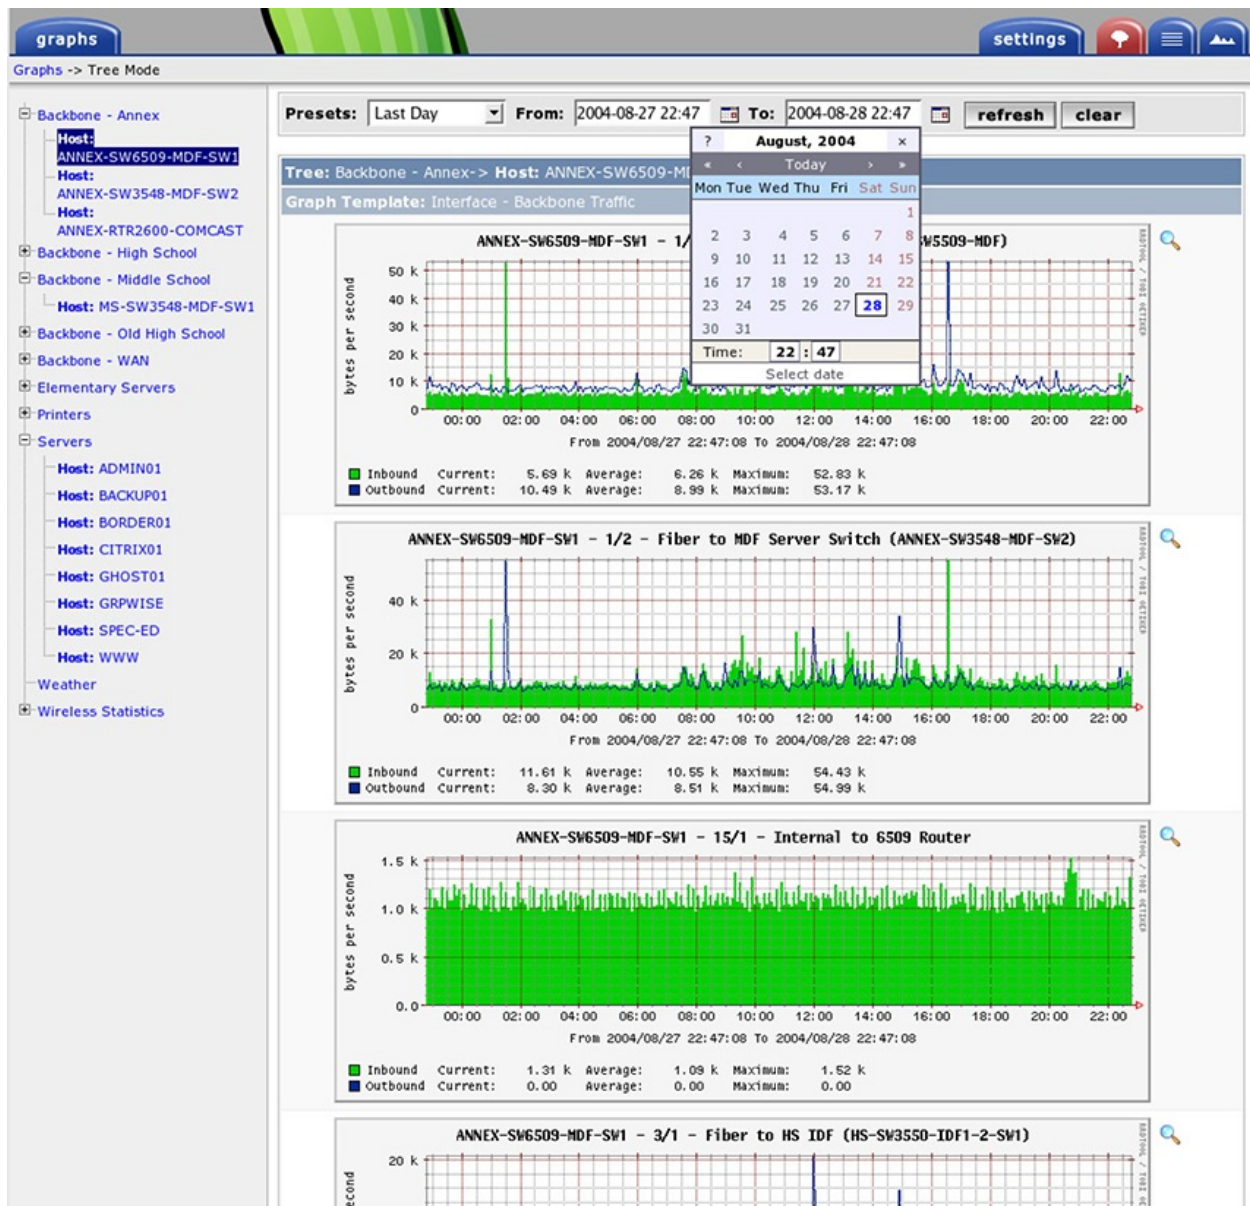 graphs
settings
Graphs -> Tree Mode
Backbone - Annex
Host:
ANNEX-SW6509-MDF-SW1
Host:
ANNEX-SW3548-MDF-SW2
Host:
ANNEX-RTR2600-COMCAST
Backbone - High School
Backbone - Middle School
Host: MS-SW3548-MDF-SW1
Backbone - Old High School
Backbone - WAN
Elementary Servers
Printers
Servers
Host: ADMIN01
Host: BACKUP01
Host: BORDER01
Host: CITRIX01
Host: GHOST01
Host: GRPWISE
Host: SPEC-ED
Host: WWW
Weather
Wireless Statistics
Presets: Last Day From: 2004-08-27 22:47 To: 2004-08-28 22:47 refresh clear
? August, 2004 ×
« ‹ Today › »
Mon Tue Wed Thu Fri Sat Sun
1
2 3 4 5 6 7 8
9 10 11 12 13 14 15
16 17 18 19 20 21 22
23 24 25 26 27 28 29
30 31
Time: 22 : 47
Select date
Tree: Backbone - Annex-> Host: ANNEX-SW6509-M
Graph Template: Interface - Backbone Traffic
ANNEX-SW6509-MDF-SW1 - 1/ W5509-MDF)
RRDTOOL / TOBI OETIKER
bytes per second
50 k
40 k
30 k
20 k
10 k
0
00:00 02:00 04:00 06:00 08:00 10:00 12:00 14:00 16:00 18:00 20:00 22:00
From 2004/08/27 22:47:08 To 2004/08/28 22:47:08
Inbound Current: 5.69 k Average: 6.26 k Maximum: 52.83 k
Outbound Current: 10.49 k Average: 8.99 k Maximum: 53.17 k
ANNEX-SW6509-MDF-SW1 - 1/2 - Fiber to MDF Server Switch (ANNEX-SW3548-MDF-SW2)
RRDTOOL / TOBI OETIKER
bytes per second
40 k
20 k
0
00:00 02:00 04:00 06:00 08:00 10:00 12:00 14:00 16:00 18:00 20:00 22:00
From 2004/08/27 22:47:08 To 2004/08/28 22:47:08
Inbound Current: 11.61 k Average: 10.55 k Maximum: 54.43 k
Outbound Current: 8.30 k Average: 8.51 k Maximum: 54.99 k
ANNEX-SW6509-MDF-SW1 - 15/1 - Internal to 6509 Router
RRDTOOL / TOBI OETIKER
bytes per second
1.5 k
1.0 k
0.5 k
0.0
00:00 02:00 04:00 06:00 08:00 10:00 12:00 14:00 16:00 18:00 20:00 22:00
From 2004/08/27 22:47:08 To 2004/08/28 22:47:08
Inbound Current: 1.31 k Average: 1.09 k Maximum: 1.52 k
Outbound Current: 0.00 Average: 0.00 Maximum: 0.00
ANNEX-SW6509-MDF-SW1 - 3/1 - Fiber to HS IDF (HS-SW3550-IDF1-2-SW1)
RRDTOOL / TOBI OE
20 k
econd